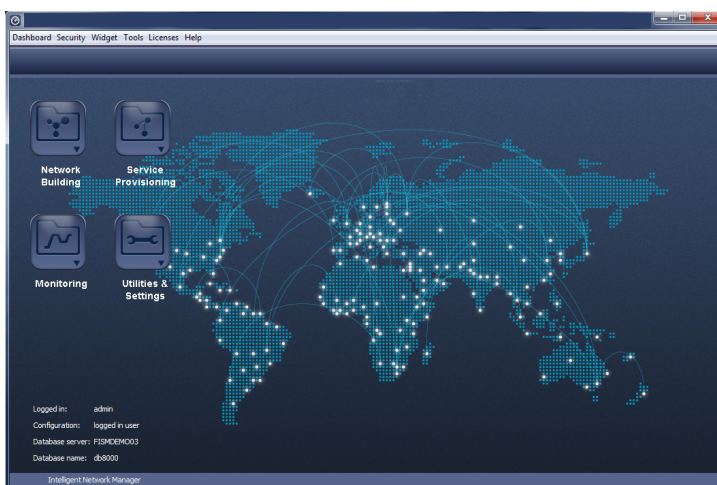 Dashboard Security Widget Tools Licenses Help
Network Building
Service Provisioning
Monitoring
Utilities & Settings
Logged in: admin
Configuration: logged in user
Database server: FISMDEMO03
Database name: db8000
Intelligent Network Manager